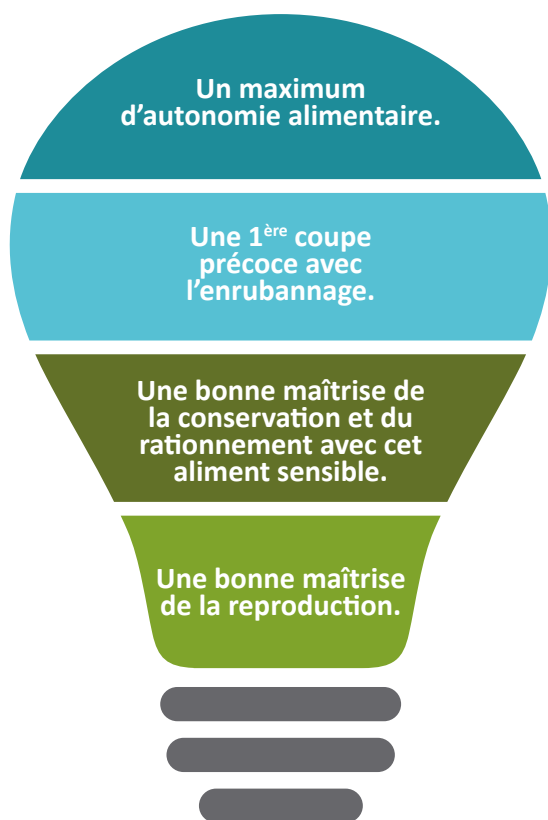 Un maximum
d’autonomie alimentaire.
Une 1ère coupe
précoce avec
l’enrubannage.
Une bonne maîtrise de
la conservation et du
rationnement avec cet
aliment sensible.
Une bonne maîtrise
de la reproduction.